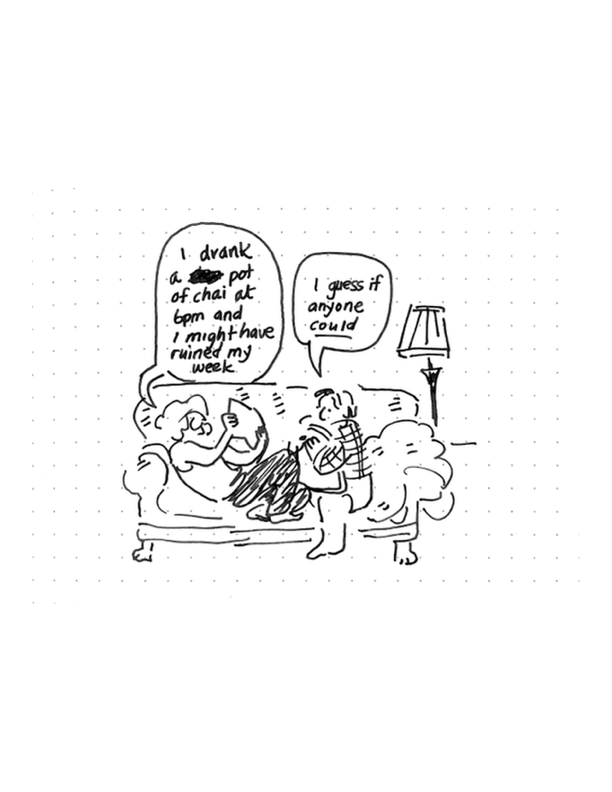 I drank
a pot
of chai at
6pm and
I might have
ruined my
week
I guess if
anyone
could